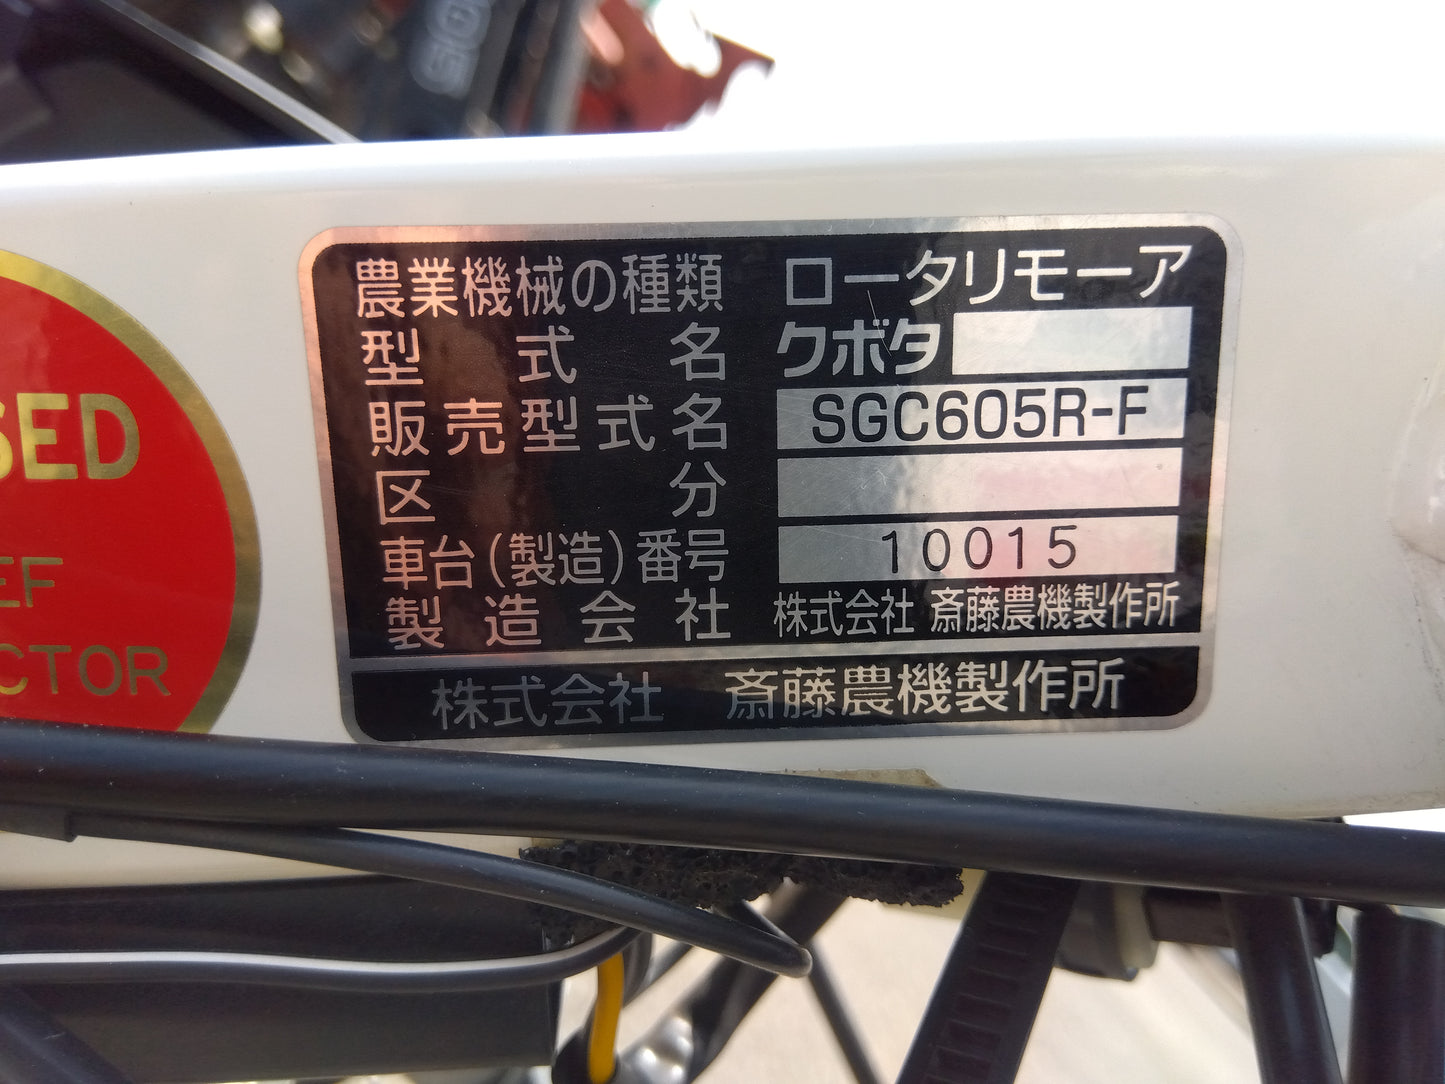 農業機械の種類 ロータリモーア
型式名 クボタ
販売型式名 SGC605R-F
区分
車台(製造)番号 10015
製造会社 株式会社 斎藤農機製作所
株式会社 斎藤農機製作所
SED
EF
CTOR